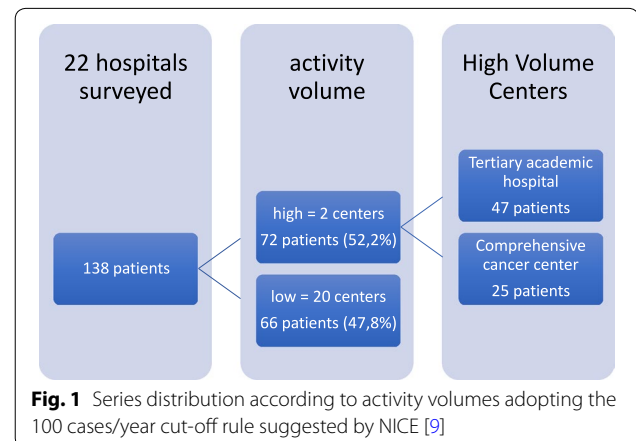 22 hospitals
surveyed
138 patients
activity
volume
high = 2 centers
72 patients (52,2%)
low = 20 centers
66 patients (47,8%)
High Volume
Centers
Tertiary academic
hospital
47 patients
Comprehensive
cancer center
25 patients
Fig. 1 Series distribution according to activity volumes adopting the
100 cases/year cut-off rule suggested by NICE [9]